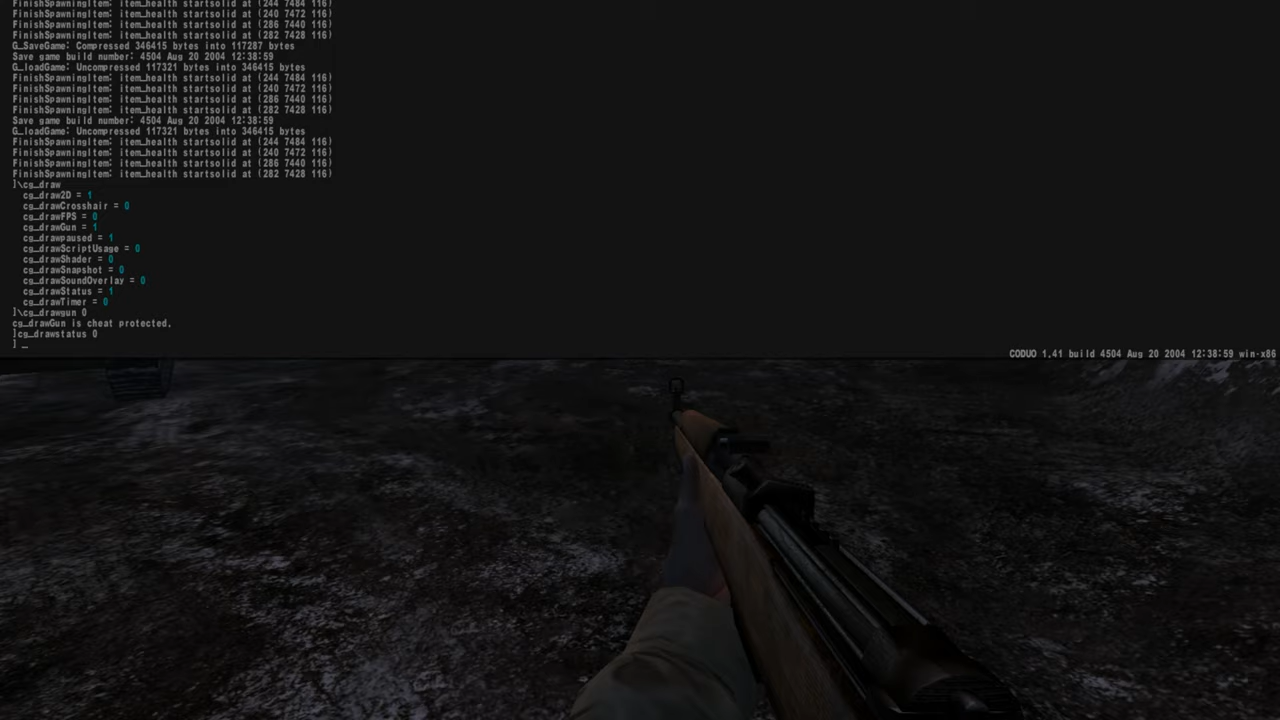 FinishSpawningItem: item_health startsolid at (244 7484 116)
FinishSpawningItem: item_health startsolid at (240 7472 116)
FinishSpawningItem: item_health startsolid at (286 7440 116)
FinishSpawningItem: item_health startsolid at (282 7428 116)
G_SaveGame: Compressed 346415 bytes into 117287 bytes
Save game build number: 4504 Aug 20 2004 12:38:59
G_loadGame: Uncompressed 117321 bytes into 346415 bytes
FinishSpawningItem: item_health startsolid at (244 7484 116)
FinishSpawningItem: item_health startsolid at (240 7472 116)
FinishSpawningItem: item_health startsolid at (286 7440 116)
FinishSpawningItem: item_health startsolid at (282 7428 116)
Save game build number: 4504 Aug 20 2004 12:38:59
G_loadGame: Uncompressed 117321 bytes into 346415 bytes
FinishSpawningItem: item_health startsolid at (244 7484 116)
FinishSpawningItem: item_health startsolid at (240 7472 116)
FinishSpawningItem: item_health startsolid at (286 7440 116)
FinishSpawningItem: item_health startsolid at (282 7428 116)
]\cg_draw
cg_draw2D = 1
cg_drawCrosshair = 0
cg_drawFPS = 0
cg_drawGun = 1
cg_drawpaused = 1
cg_drawScriptUsage = 0
cg_drawShader = 0
cg_drawSnapshot = 0
cg_drawSoundOverlay = 0
cg_drawStatus = 1
cg_drawTimer = 0
]\cg_drawgun 0
cg_drawGun is cheat protected.
]cg_drawstatus 0
] _
CODUO 1.41 build 4504 Aug 20 2004 12:38:59 win-x86